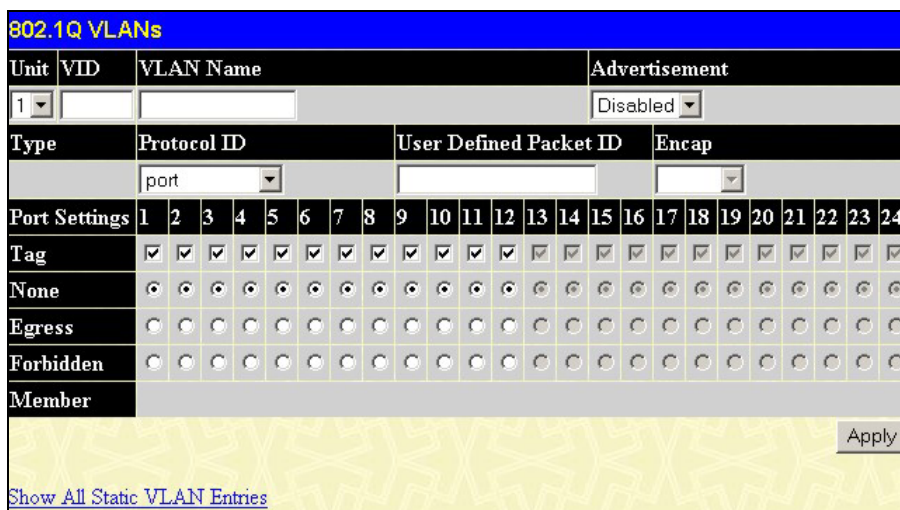 802.1Q VLANs
Unit VID VLAN Name Advertisement
1 Disabled
Type Protocol ID User Defined Packet ID Encap
port
Port Settings 1 2 3 4 5 6 7 8 9 10 11 12 13 14 15 16 17 18 19 20 21 22 23 24
Tag
None
Egress
Forbidden
Member
Apply
Show All Static VLAN Entries